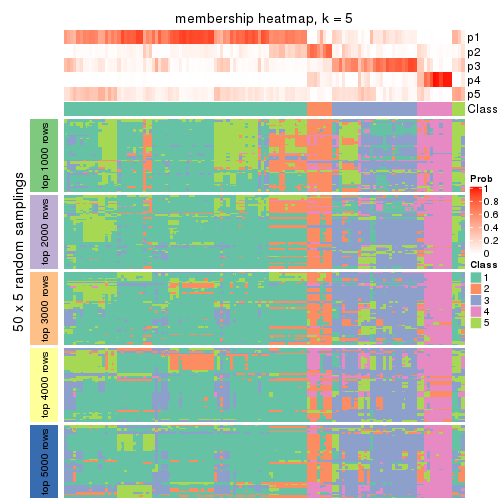 membership heatmap, k = 5
p1
p2
p3
p4
p5
Class
50 x 5 random samplings
top 1000 rows
top 2000 rows
top 3000 rows
top 4000 rows
top 5000 rows
Prob
1
0.8
0.6
0.4
0.2
0
Class
1
2
3
4
5